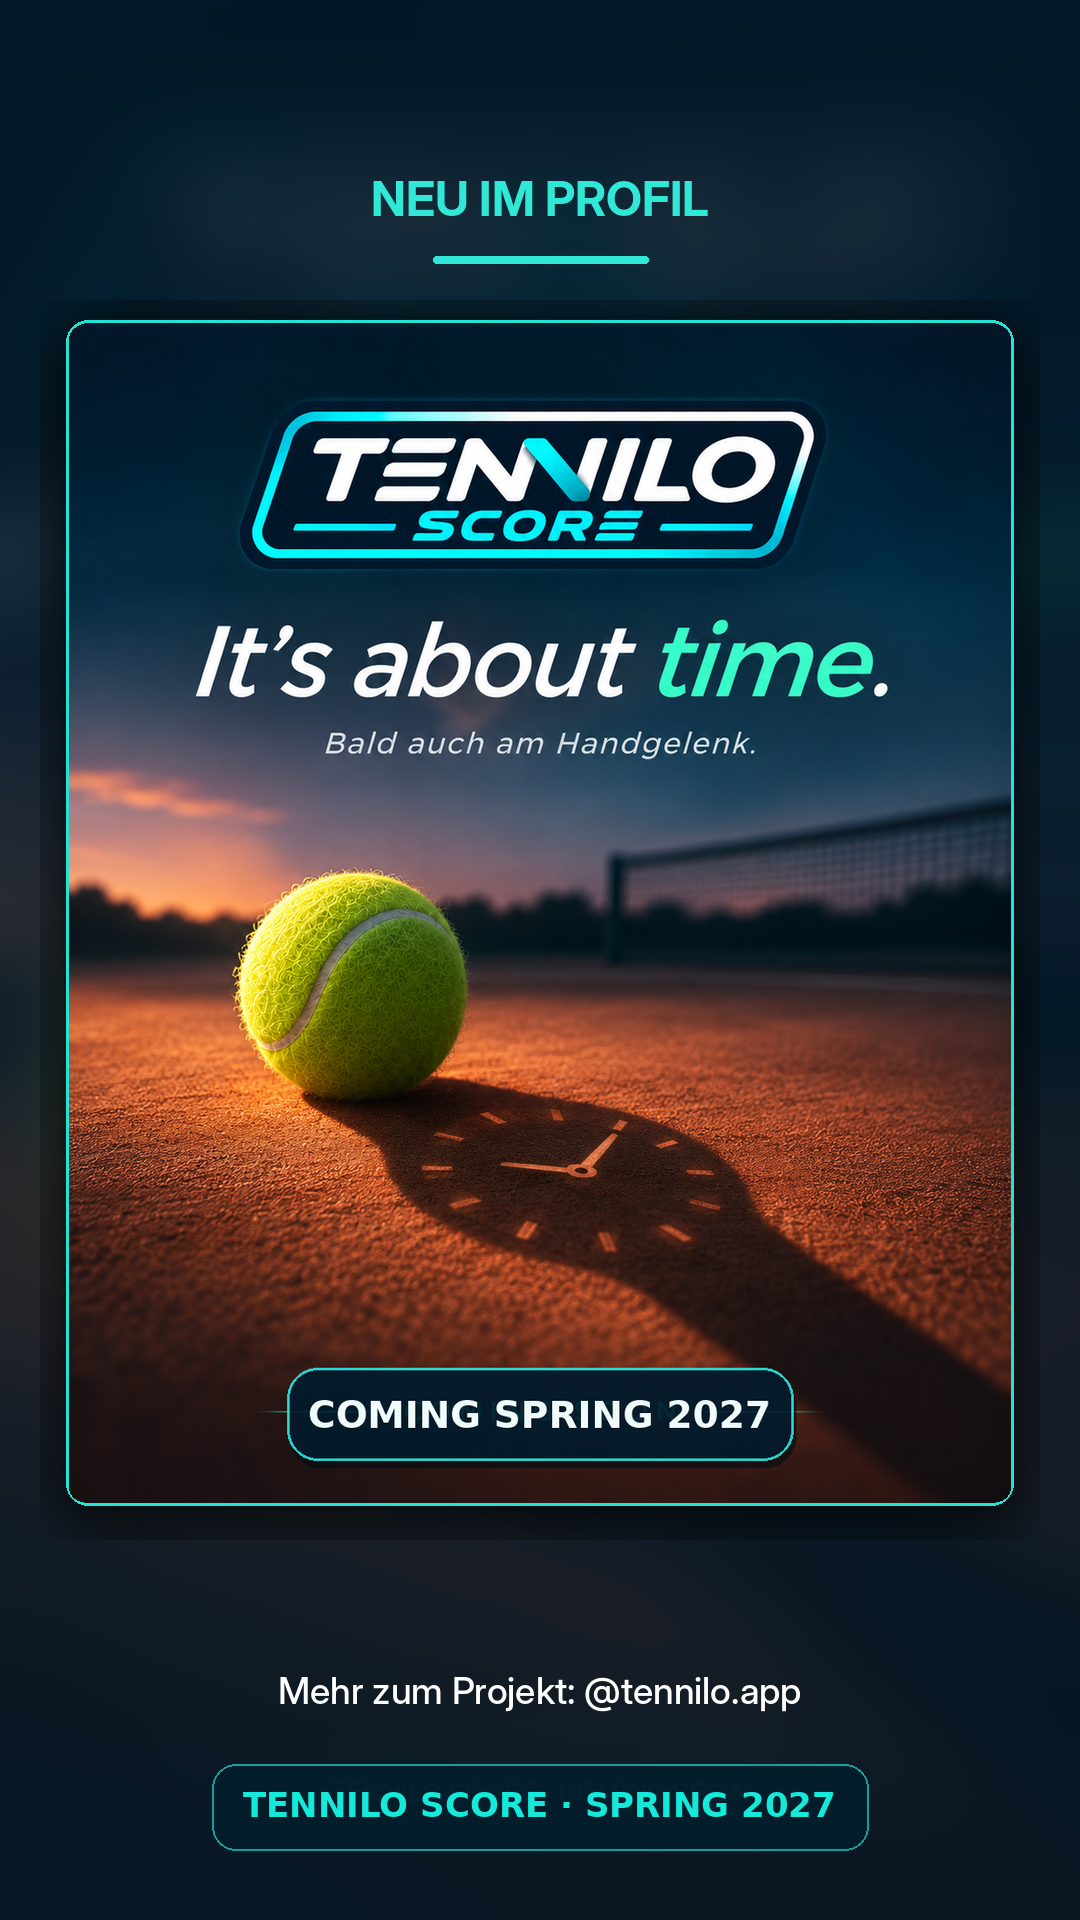 NEU IM PROFIL
TENNILO
SCORE
It's about time.
Bald auch am Handgelenk.
COMING SPRING 2027
Mehr zum Projekt: @tennilo.app
TENNILO SCORE · SPRING 2027